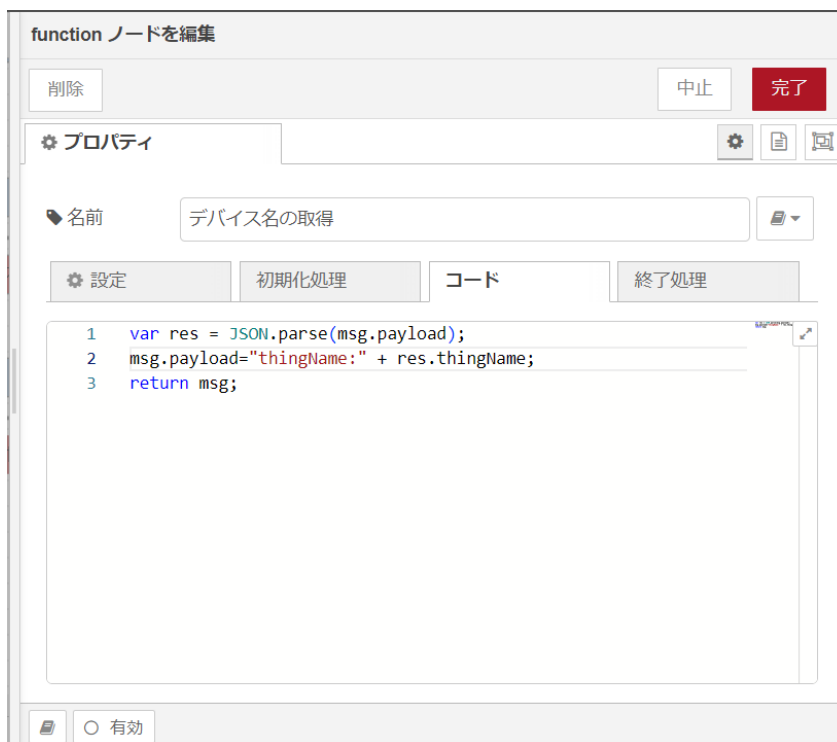 function ノードを編集
削除 中止 完了
プロパティ
名前 デバイス名の取得
設定 初期化処理 コード 終了処理
1 var res = JSON.parse(msg.payload);
2 msg.payload="thingName:" + res.thingName;
3 return msg;
有効